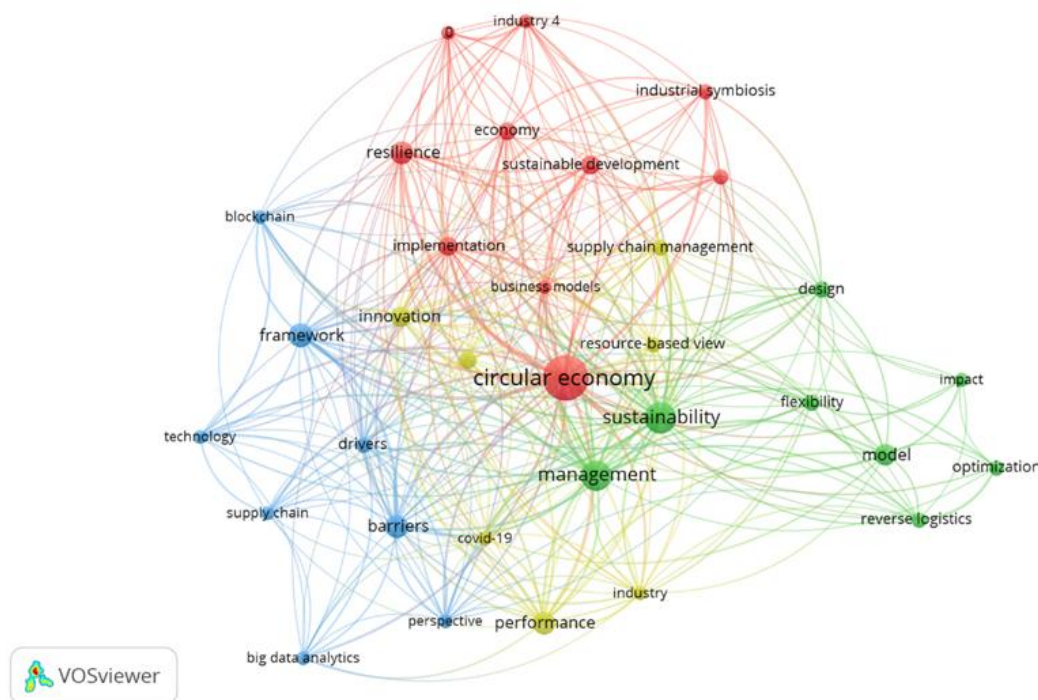 industry 4
0
industrial symbiosis
economy
resilience
sustainable development
blockchain
implementation
supply chain management
business models
design
innovation
framework
resource-based view
circular economy
impact
flexibility
sustainability
technology
drivers
model
optimization
management
supply chain
barriers
reverse logistics
covid-19
industry
perspective
performance
big data analytics
VOSviewer